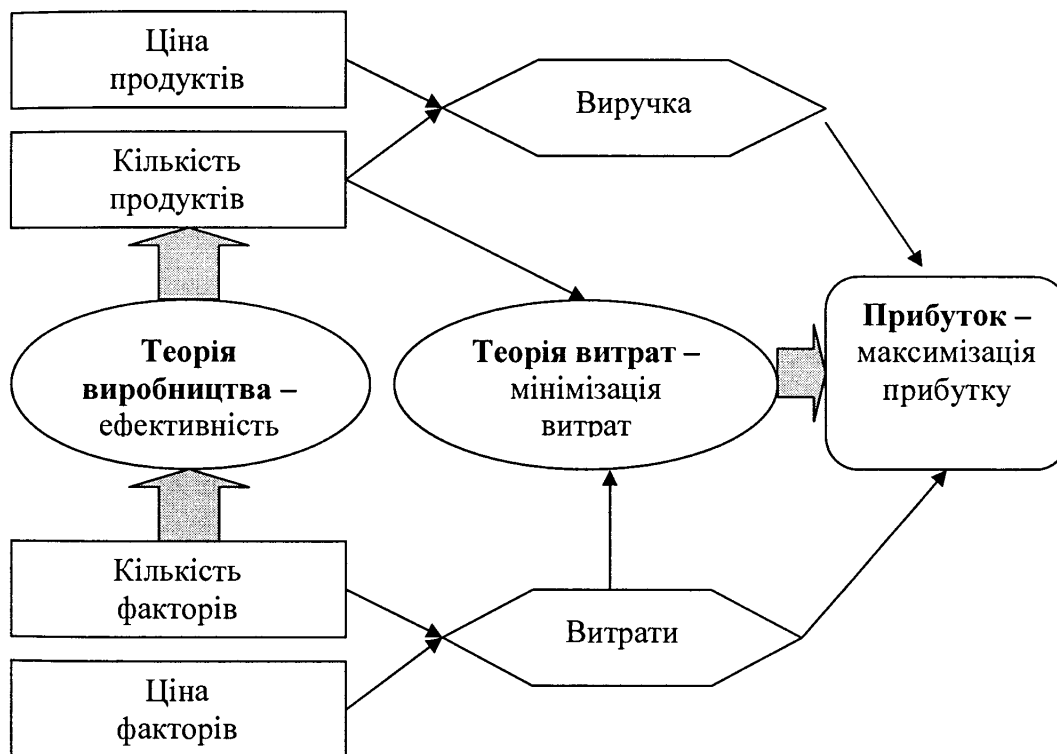 Ціна
продуктів
Виручка
Кількість
продуктів
Теорія
виробництва –
ефективність
Теорія витрат –
мінімізація
витрат
Прибуток –
максимізація
прибутку
Кількість
факторів
Витрати
Ціна
факторів